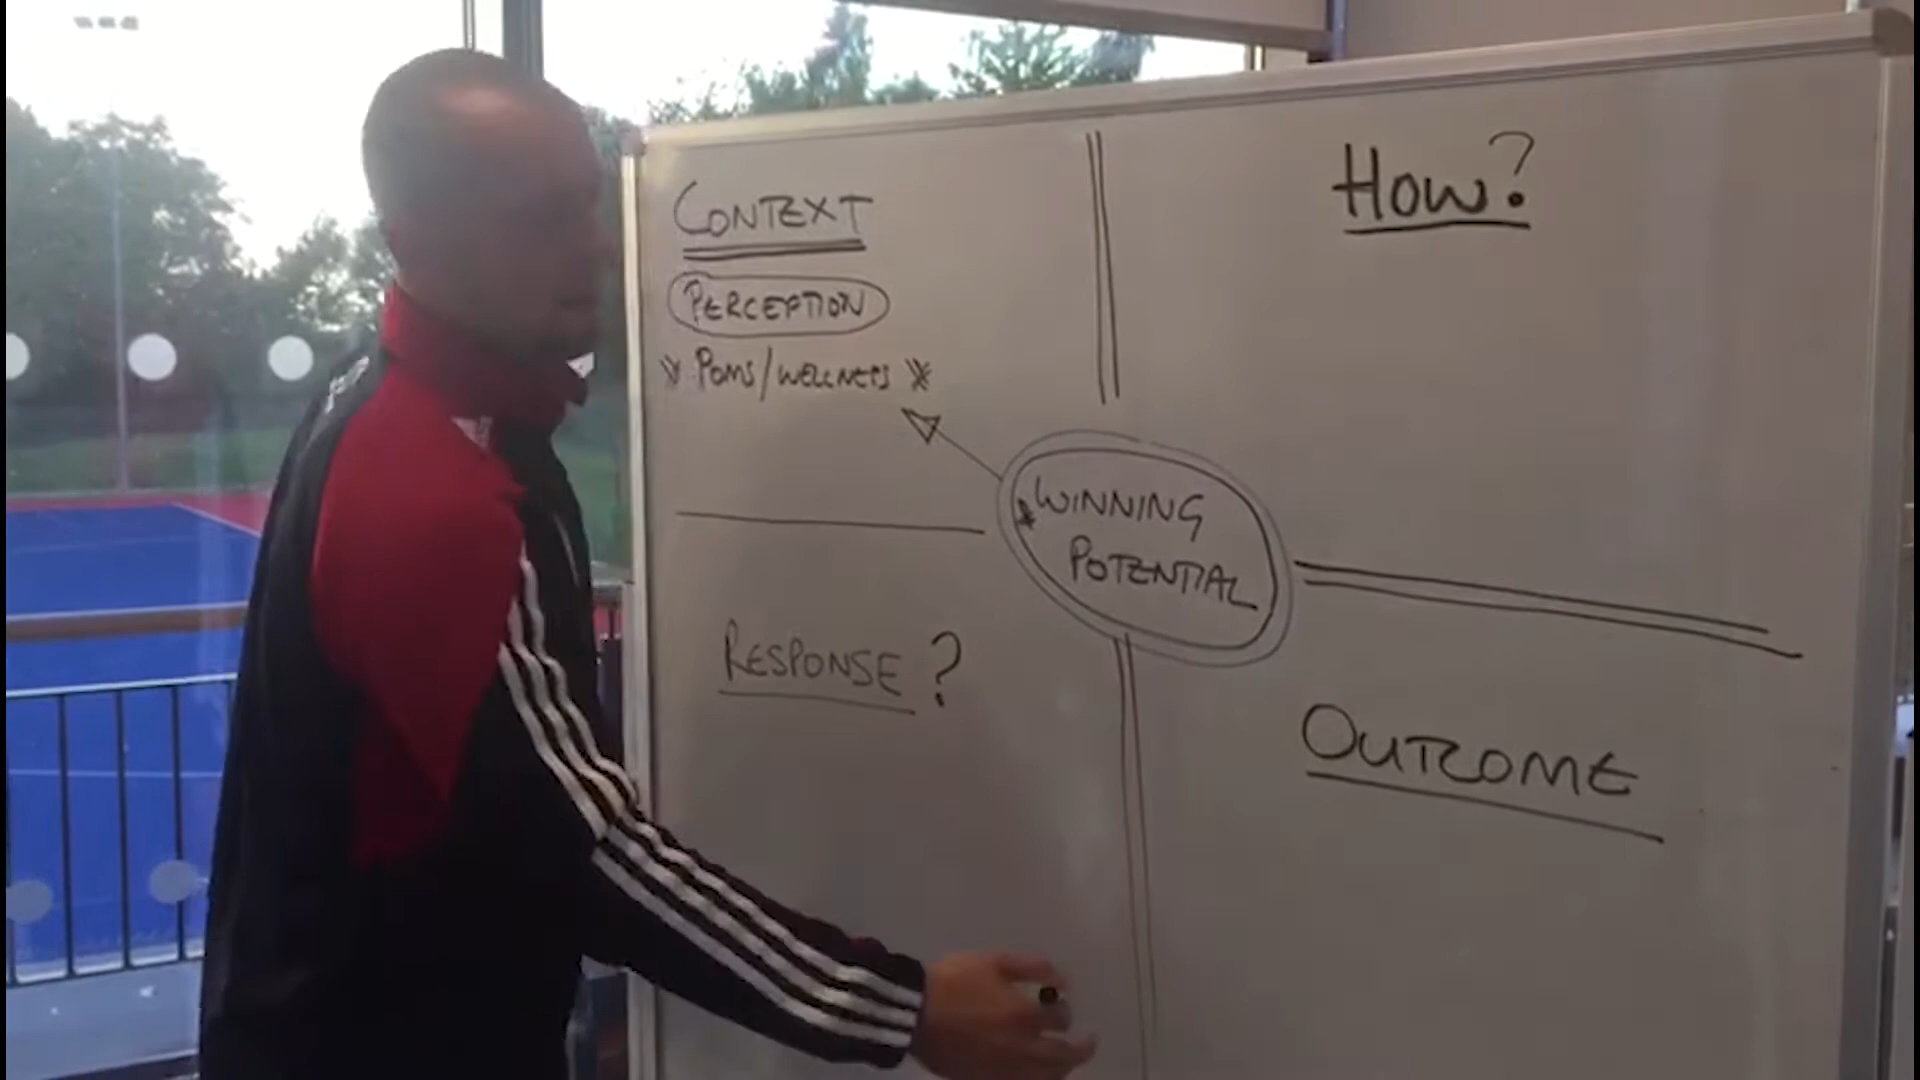 CONTEXT
PERCEPTION
POMS/WELLNESS
HOW?
WINNING
POTENTIAL
RESPONSE?
OUTCOME